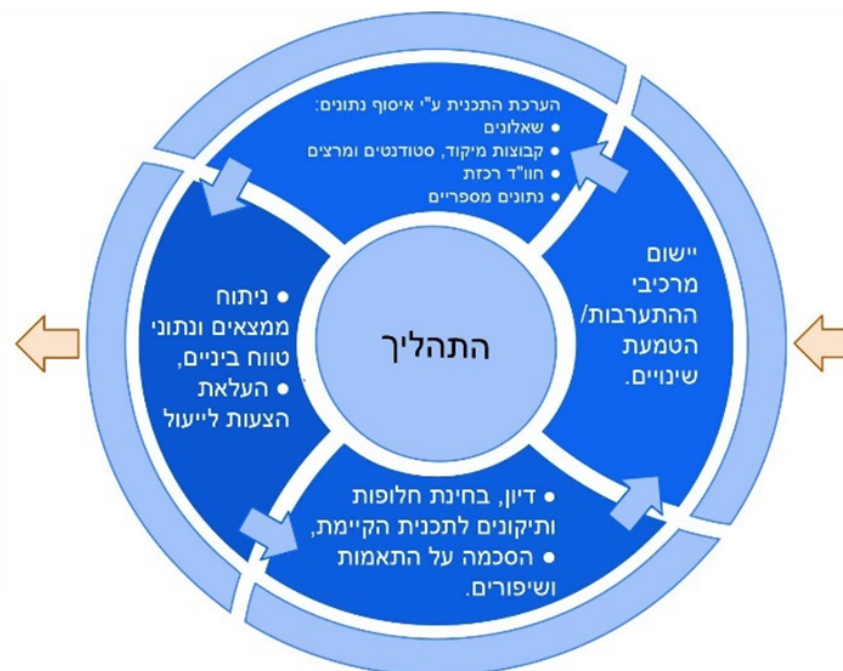 הערכת התכנית ע"י איסוף נתונים:
● שאלונים
● קבוצות מיקוד, סטודנטים ומרצים
● חוו"ד רכזת
● נתונים מספריים
יישום
מרכיבי
ההתערבות/
הטמעת
שינויים.
● דיון, בחינת חלופות
ותיקונים לתכנית הקיימת,
● הסכמה על התאמות
ושיפורים.
● ניתוח
ממצאים ונתוני
טווח ביניים,
● העלאת
הצעות לייעול
התהליך